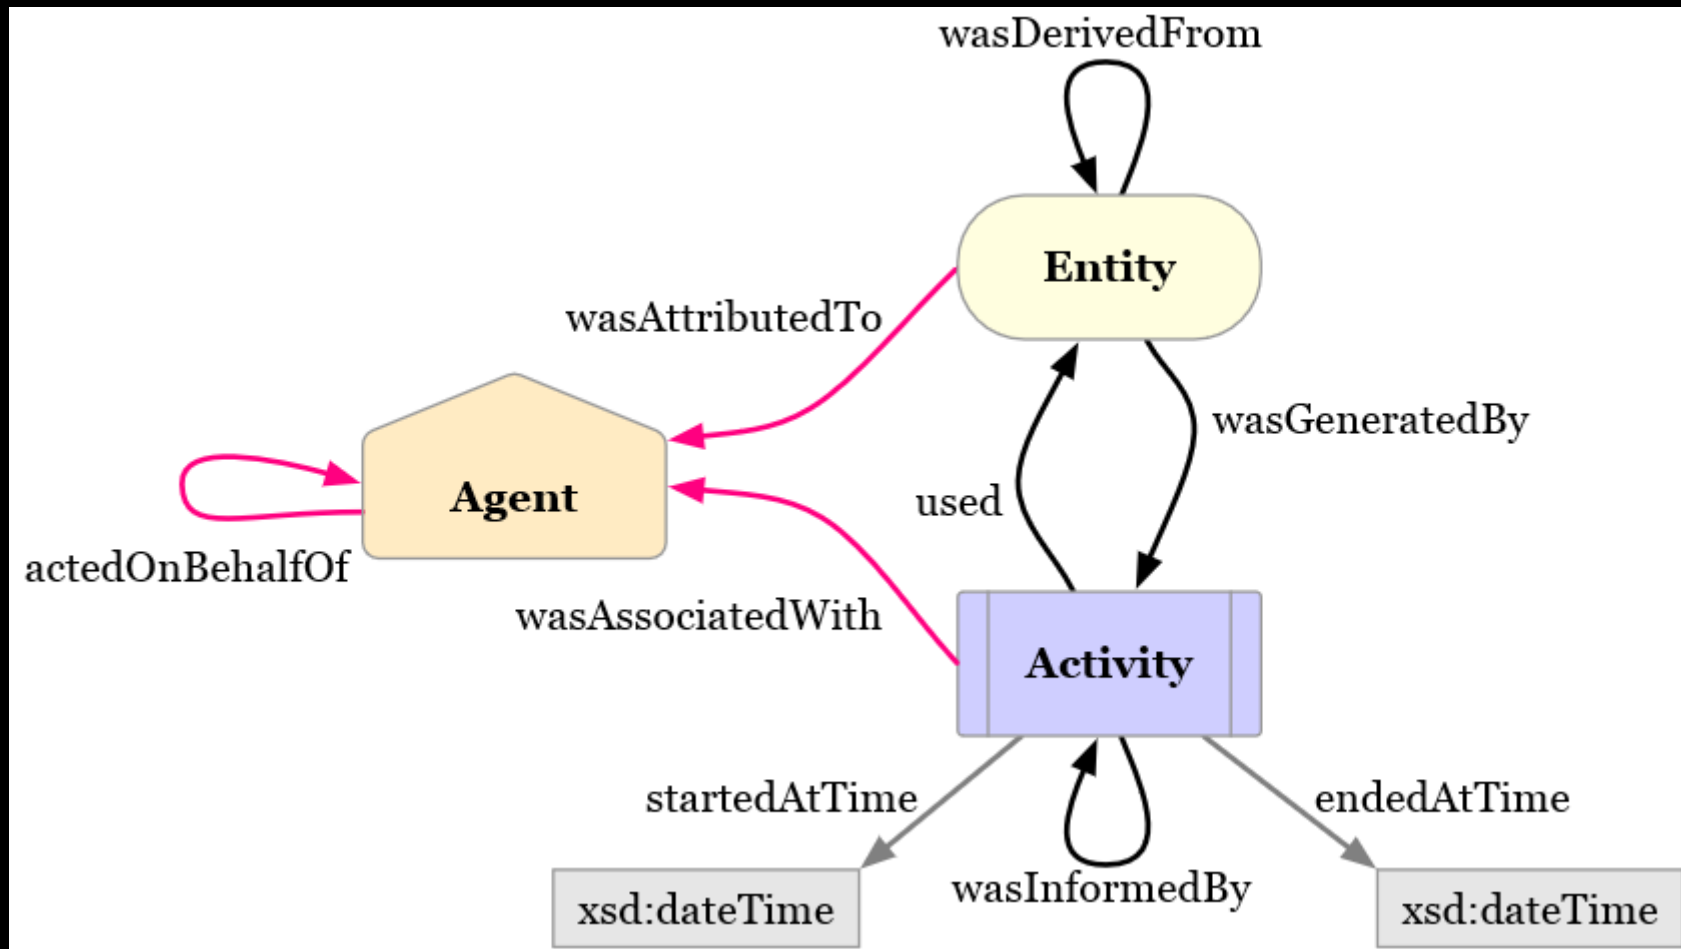 wasDerivedFrom
Entity
wasAttributedTo
wasGeneratedBy
Agent
used
actedOnBehalfOf
wasAssociatedWith
Activity
startedAtTime
endedAtTime
wasInformedBy
xsd:dateTime
xsd:dateTime